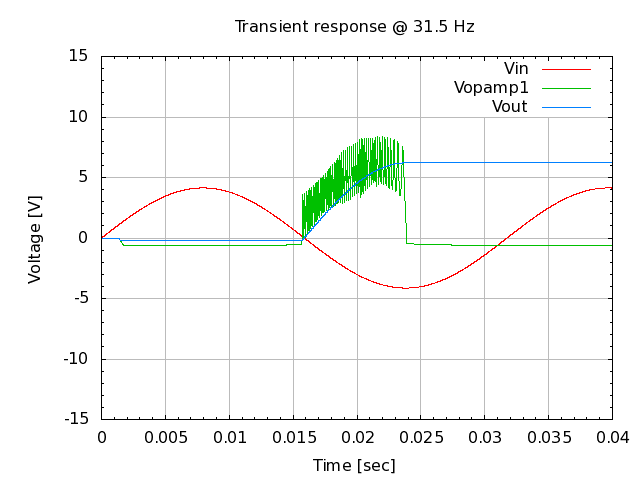 Transient response @ 31.5 Hz
Vin
Vopamp1
Vout
Voltage [V]
15
10
5
0
-5
-10
-15
0 0.005 0.01 0.015 0.02 0.025 0.03 0.035 0.04
Time [sec]